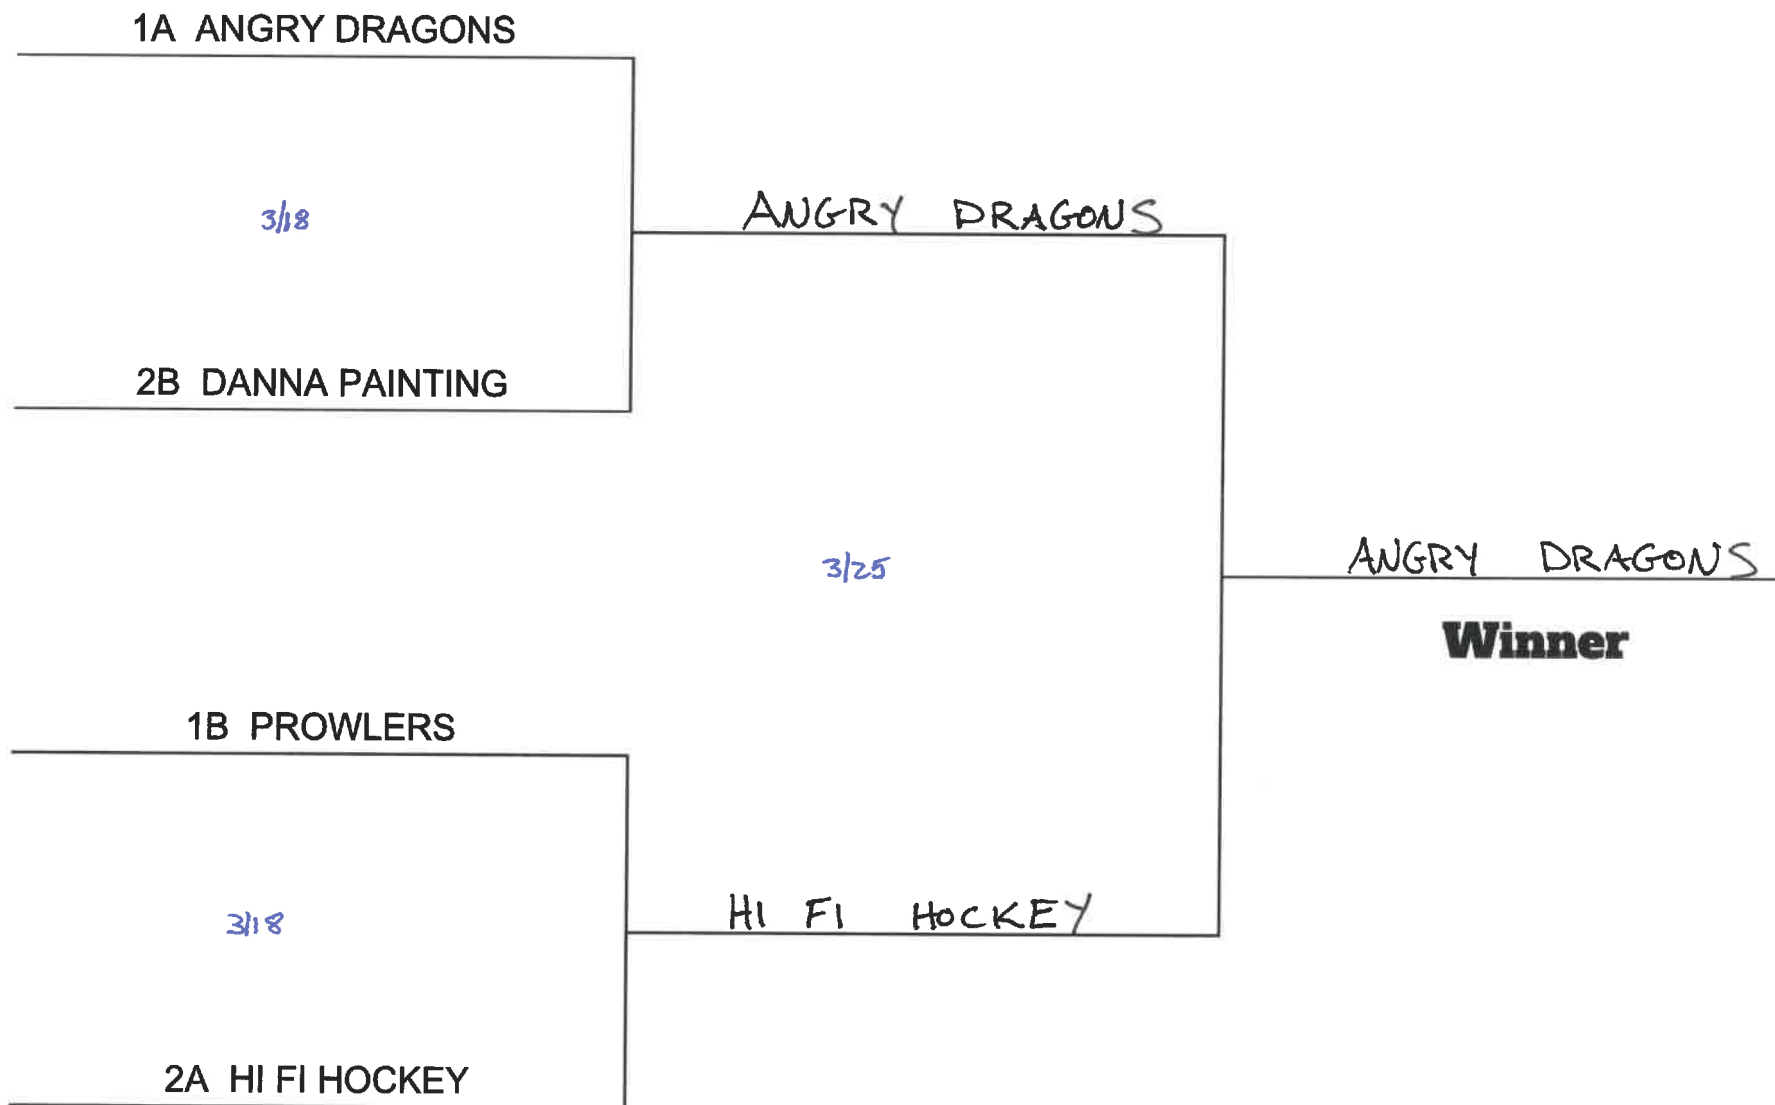 1A ANGRY DRAGONS
3/18
ANGRY DRAGONS
2B DANNA PAINTING
3/25
ANGRY DRAGONS
Winner
1B PROWLERS
3/18
HI FI HOCKEY
2A HI FI HOCKEY